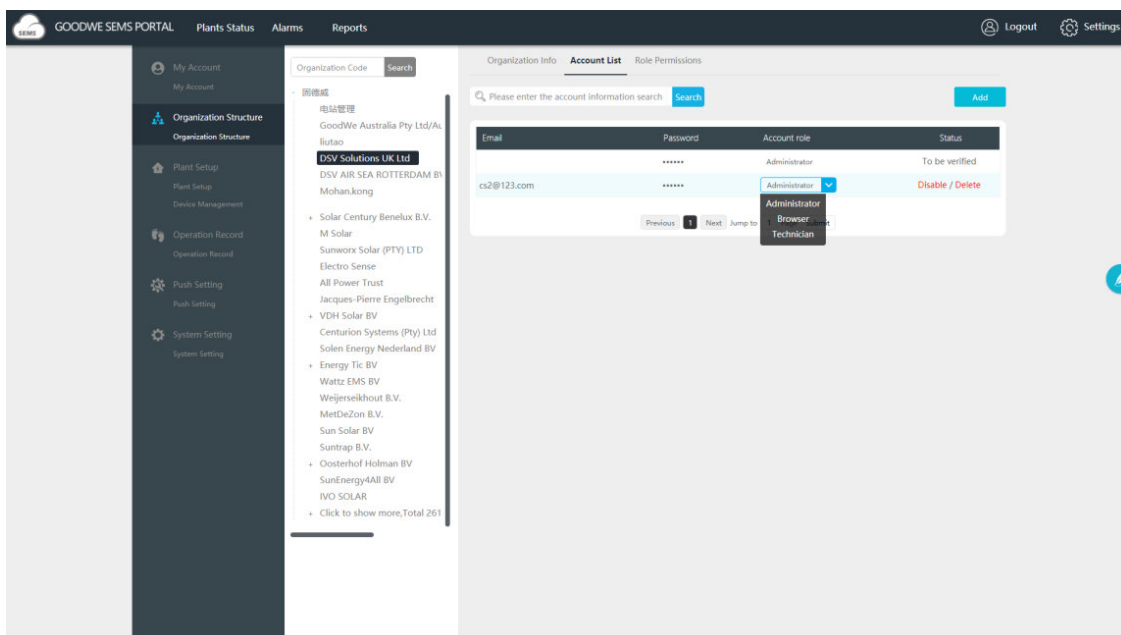 SEMS
GOODWE SEMS PORTAL Plants Status Alarms Reports Logout Settings
My Account
My Account
Organization Structure
Organization Structure
Plant Setup
Plant Setup
Device Management
Operation Record
Operation Record
Push Setting
Push Setting
System Setting
System Setting
Organization Code Search
- 固德威
电站管理
GoodWe Australia Pty Ltd/Au
liutao
DSV Solutions UK Ltd
DSV AIR SEA ROTTERDAM B\
Mohan.kong
+ Solar Century Benelux B.V.
M Solar
Sunworx Solar (PTY) LTD
Electro Sense
All Power Trust
Jacques-Pierre Engelbrecht
+ VDH Solar BV
Centurion Systems (Pty) Ltd
Solen Energy Nederland BV
+ Energy Tic BV
Wattz EMS BV
Weijerseikhout B.V.
MetDeZon B.V.
Sun Solar BV
Suntrap B.V.
+ Oosterhof Holman BV
SunEnergy4All BV
IVO SOLAR
+ Click to show more,Total 261
Organization Info Account List Role Permissions
Please enter the account information search Search Add
Email Password Account role Status
•••••• Administrator To be verified
cs2@123.com •••••• Administrator Disable / Delete
Administrator
Browser
Technician
Previous 1 Next Jump to 1